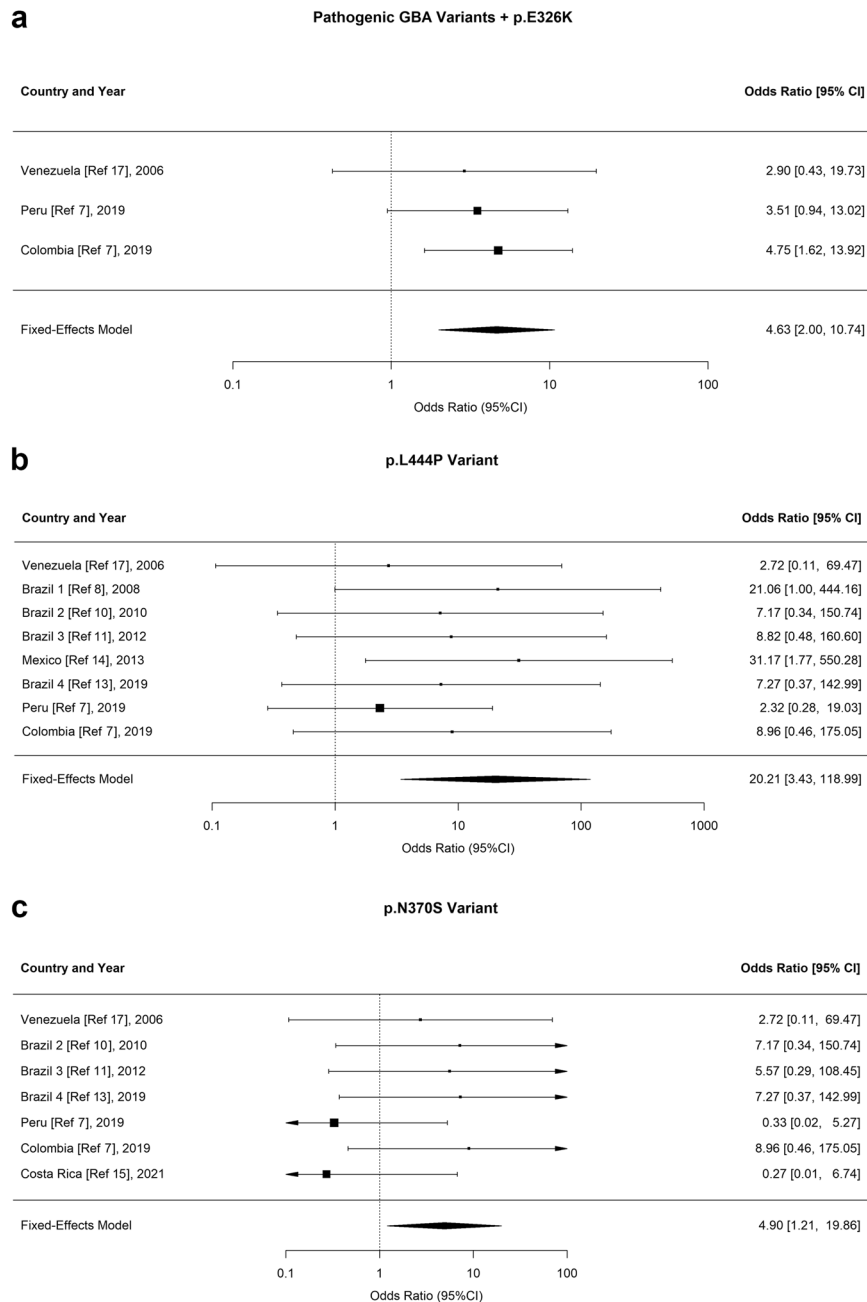 a
Pathogenic GBA Variants + p.E326K
Country and Year Odds Ratio [95% CI]
Venezuela [Ref 17], 2006 2.90 [0.43, 19.73]
Peru [Ref 7], 2019 3.51 [0.94, 13.02]
Colombia [Ref 7], 2019 4.75 [1.62, 13.92]
Fixed-Effects Model 4.63 [2.00, 10.74]
0.1 1 10 100
Odds Ratio (95%CI)
b
p.L444P Variant
Country and Year Odds Ratio [95% CI]
Venezuela [Ref 17], 2006 2.72 [0.11, 69.47]
Brazil 1 [Ref 8], 2008 21.06 [1.00, 444.16]
Brazil 2 [Ref 10], 2010 7.17 [0.34, 150.74]
Brazil 3 [Ref 11], 2012 8.82 [0.48, 160.60]
Mexico [Ref 14], 2013 31.17 [1.77, 550.28]
Brazil 4 [Ref 13], 2019 7.27 [0.37, 142.99]
Peru [Ref 7], 2019 2.32 [0.28, 19.03]
Colombia [Ref 7], 2019 8.96 [0.46, 175.05]
Fixed-Effects Model 20.21 [3.43, 118.99]
0.1 1 10 100 1000
Odds Ratio (95%CI)
c
p.N370S Variant
Country and Year Odds Ratio [95% CI]
Venezuela [Ref 17], 2006 2.72 [0.11, 69.47]
Brazil 2 [Ref 10], 2010 7.17 [0.34, 150.74]
Brazil 3 [Ref 11], 2012 5.57 [0.29, 108.45]
Brazil 4 [Ref 13], 2019 7.27 [0.37, 142.99]
Peru [Ref 7], 2019 0.33 [0.02, 5.27]
Colombia [Ref 7], 2019 8.96 [0.46, 175.05]
Costa Rica [Ref 15], 2021 0.27 [0.01, 6.74]
Fixed-Effects Model 4.90 [1.21, 19.86]
0.1 1 10 100
Odds Ratio (95%CI)